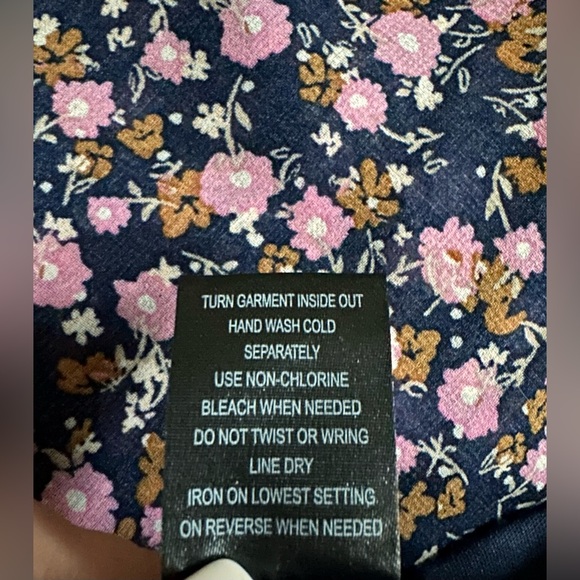 TURN GARMENT INSIDE OUT
HAND WASH COLD
SEPARATELY
USE NON-CHLORINE
BLEACH WHEN NEEDED
DO NOT TWIST OR WRING
LINE DRY
IRON ON LOWEST SETTING
ON REVERSE WHEN NEEDED